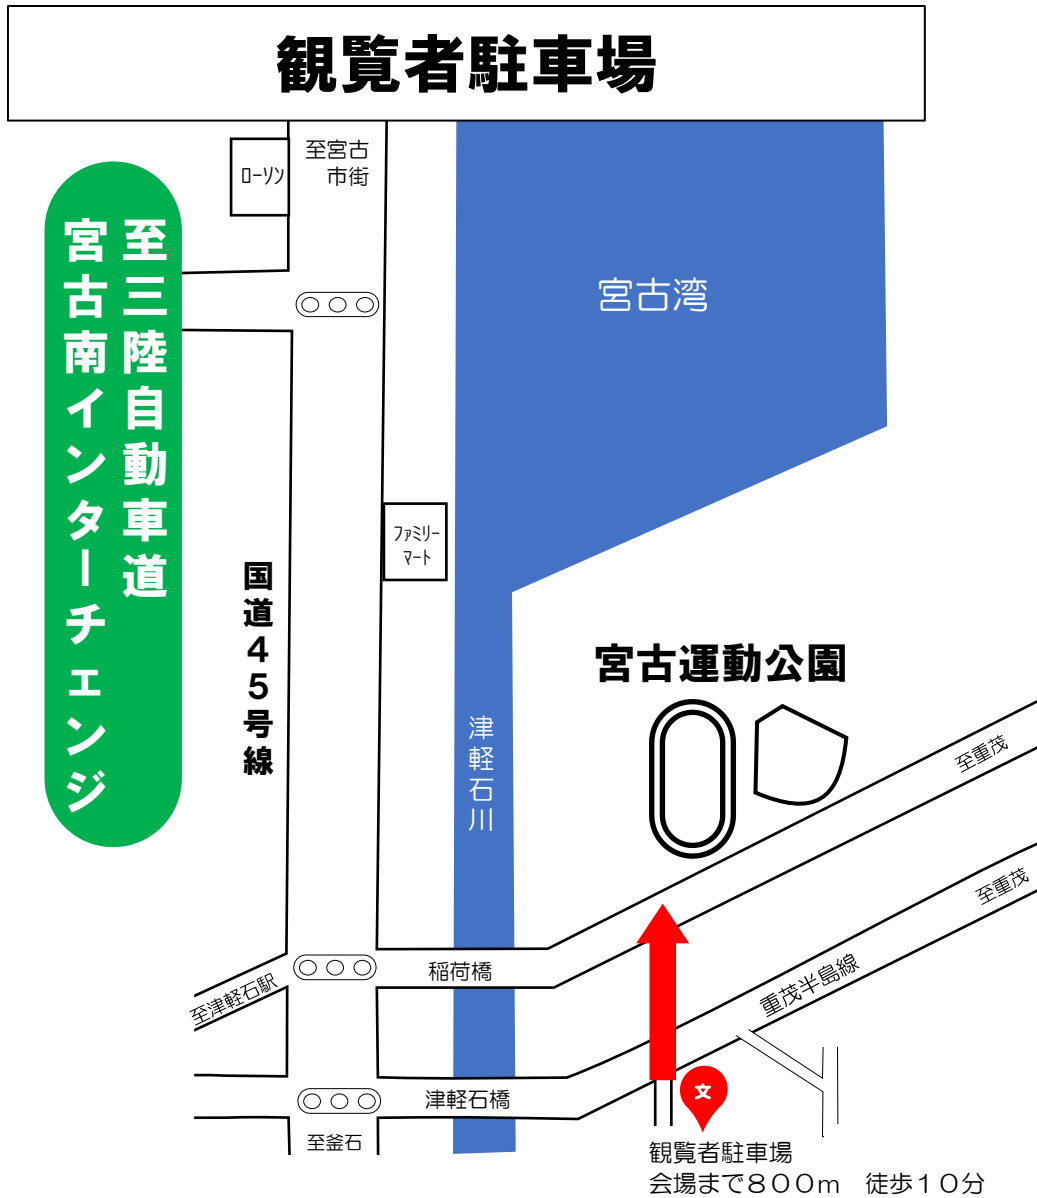 観覧者駐車場
至宮古
市街
ﾛｰｿﾝ
至三陸自動車道
宮古南インターチェンジ
宮古湾
ﾌｧﾐﾘｰ
ﾏｰﾄ
国道４５号線
宮古運動公園
津軽石川
至重茂
至重茂
稲荷橋
至津軽石駅
重茂半島線
津軽石橋
文
至釜石
観覧者駐車場
会場まで８００ｍ　徒歩１０分